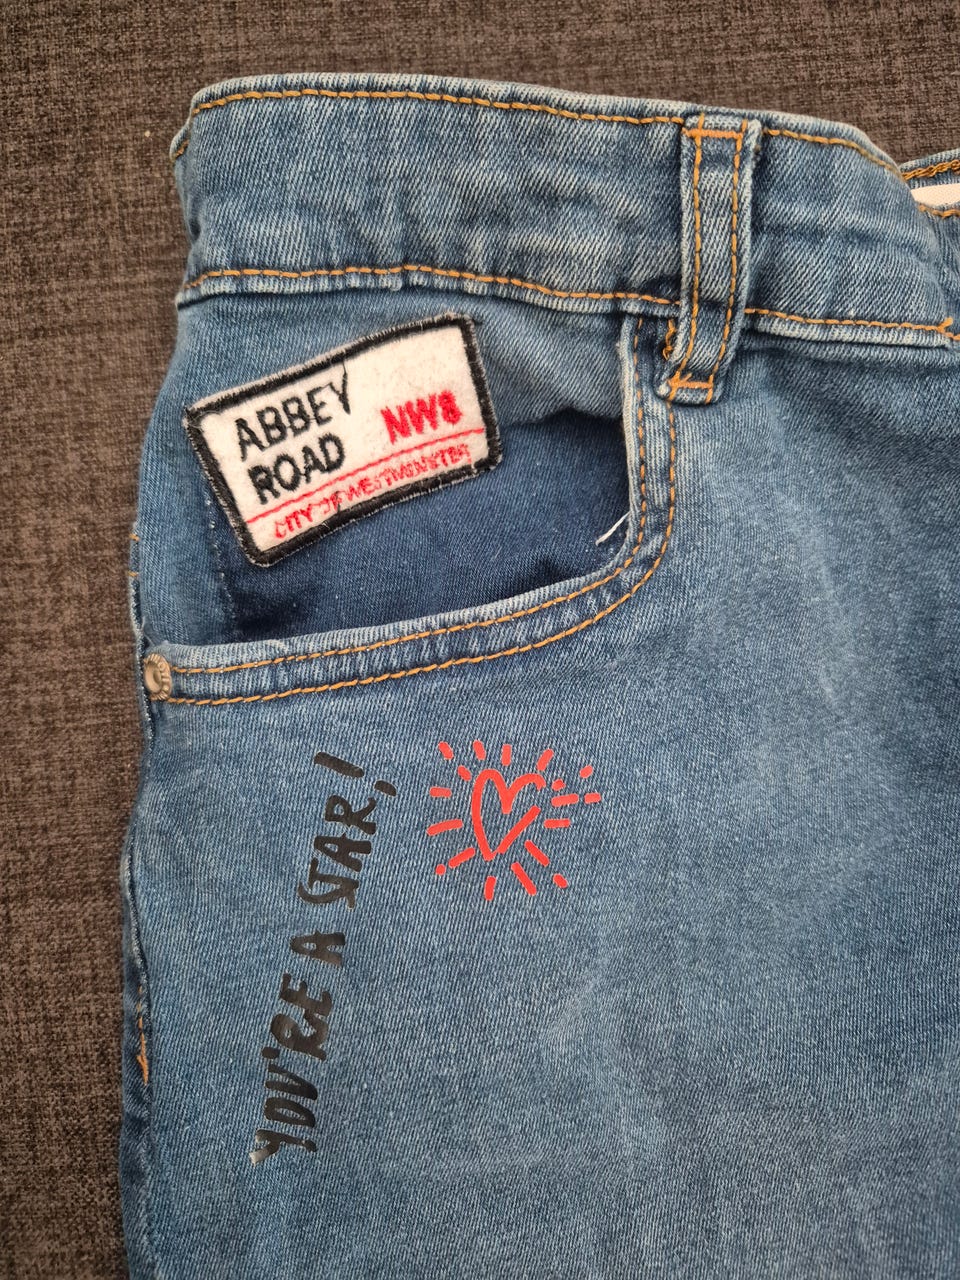 ABBEY
ROAD
NW8
CITY OF WESTMINSTER
YOU'RE A STAR!